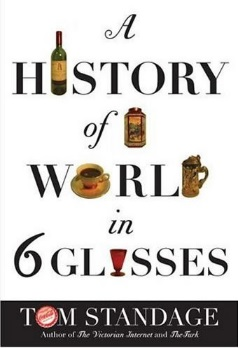 A
HISTORY
of
WORLD
in
6 GLASSES
TOM STANDAGE
Author of The Victorian Internet and The Turk